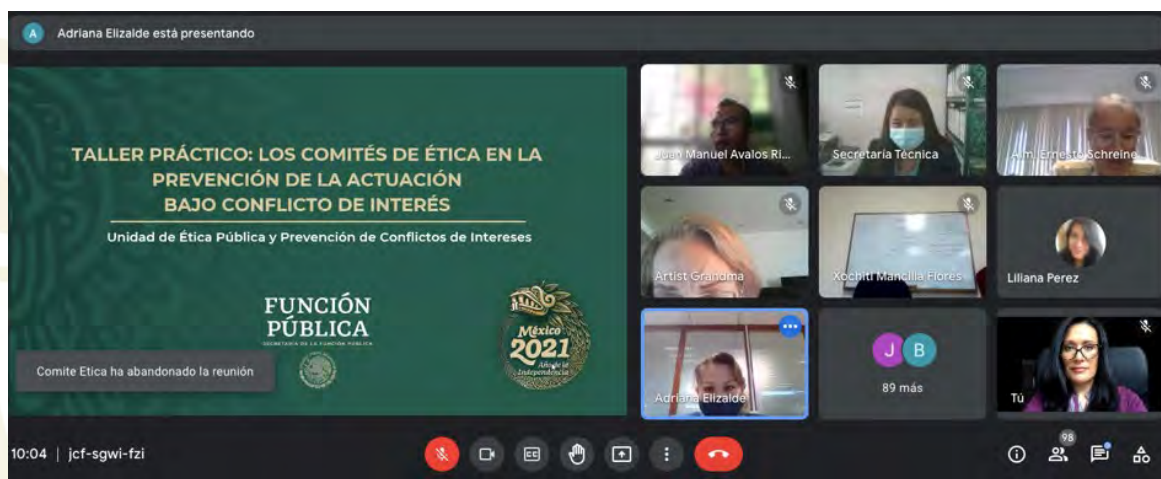 A
Adriana Elizalde está presentando
TALLER PRÁCTICO: LOS COMITÉS DE ÉTICA EN LA
PREVENCIÓN DE LA ACTUACIÓN
BAJO CONFLICTO DE INTERÉS
Unidad de Ética Pública y Prevención de Conflictos de Intereses
FUNCIÓN
PÚBLICA
SECRETARÍA DE LA FUNCIÓN PÚBLICA
México
2021
Año de la
Independencia
Comite Etica ha abandonado la reunión
Juan Manuel Avalos Ri...
Secretaría Técnica
Alm. Ernesto Schreine...
Artist Grandma
Xochitl Mancilla Flores
Liliana Perez
Adriana Elizalde
J B
89 más
Tú
10:04 | jcf-sgwi-fzi
CC
98